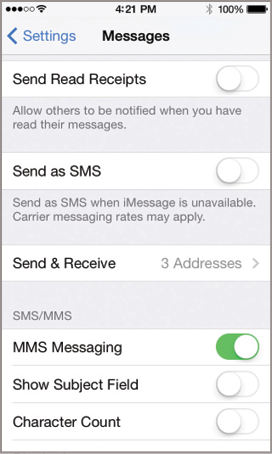 4:21 PM 100%
Settings Messages
Send Read Receipts
Allow others to be notified when you have
read their messages.
Send as SMS
Send as SMS when iMessage is unavailable.
Carrier messaging rates may apply.
Send & Receive 3 Addresses
SMS/MMS
MMS Messaging
Show Subject Field
Character Count